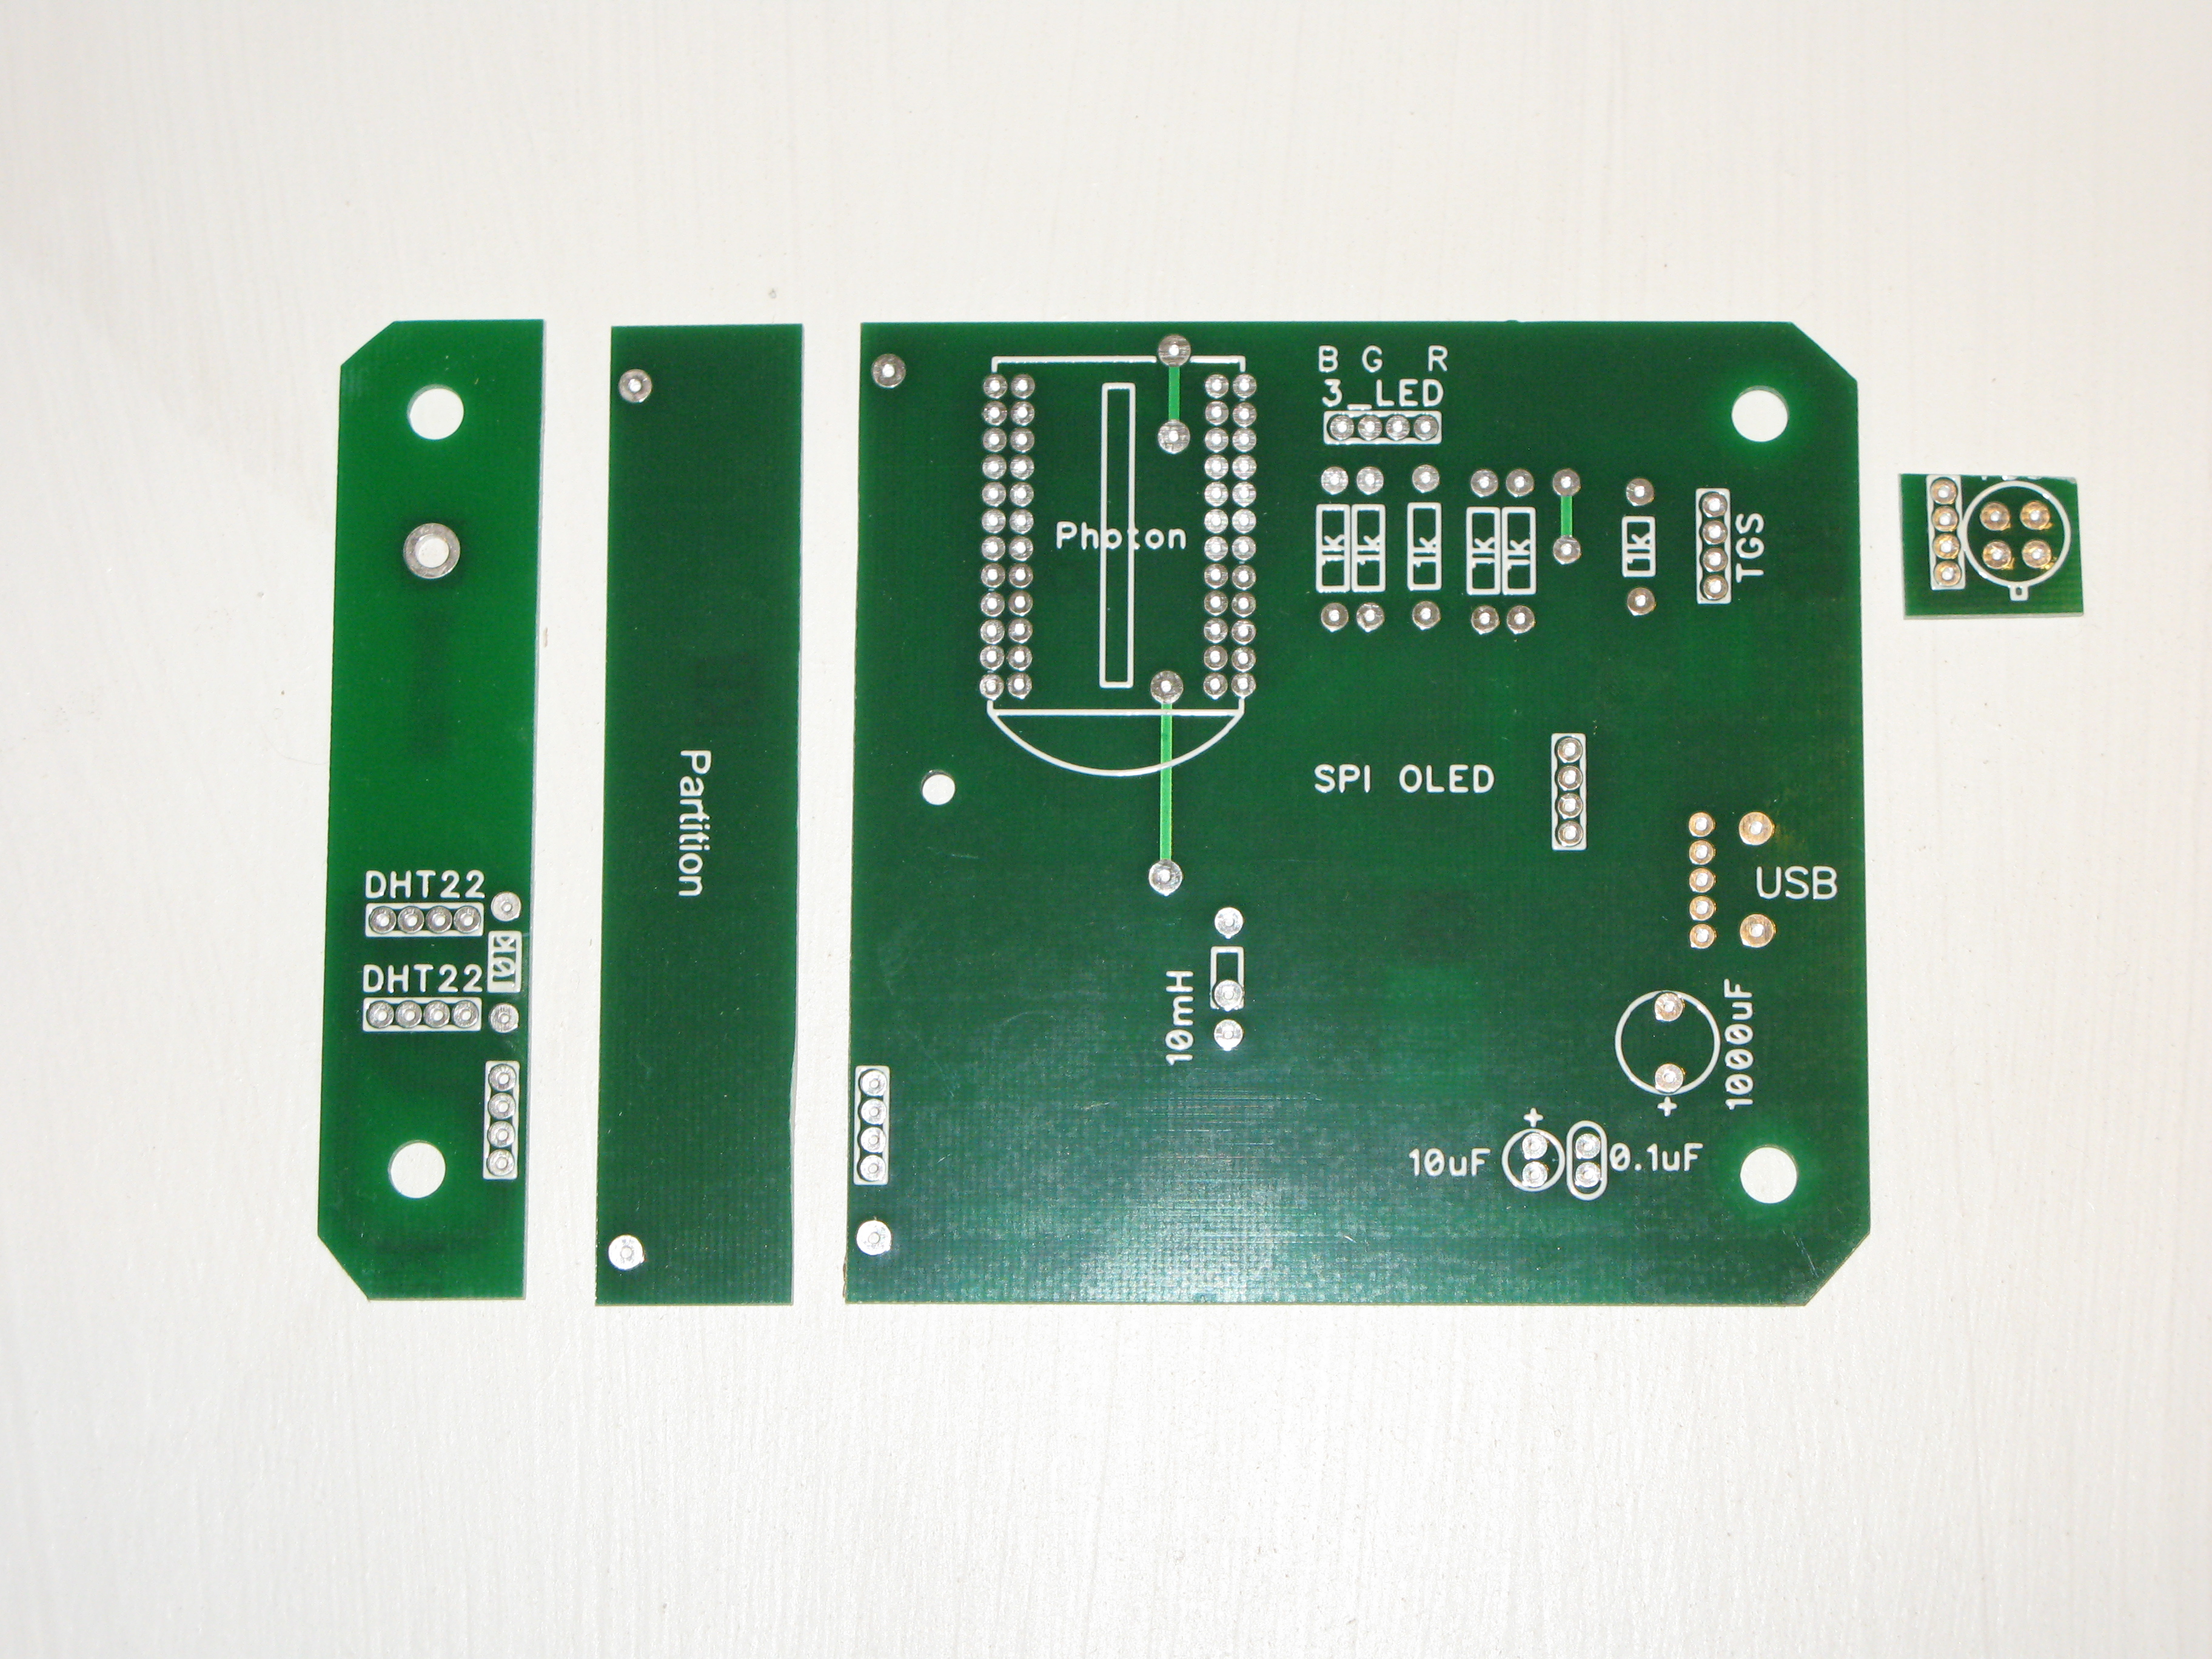 DHT22
10k
DHT22
Partition
Photon
B G R
3_LED
1k
1k
1k
1k
1k
1k
TGS
SPI OLED
USB
10mH
1000uF
+
+
10uF
0.1uF